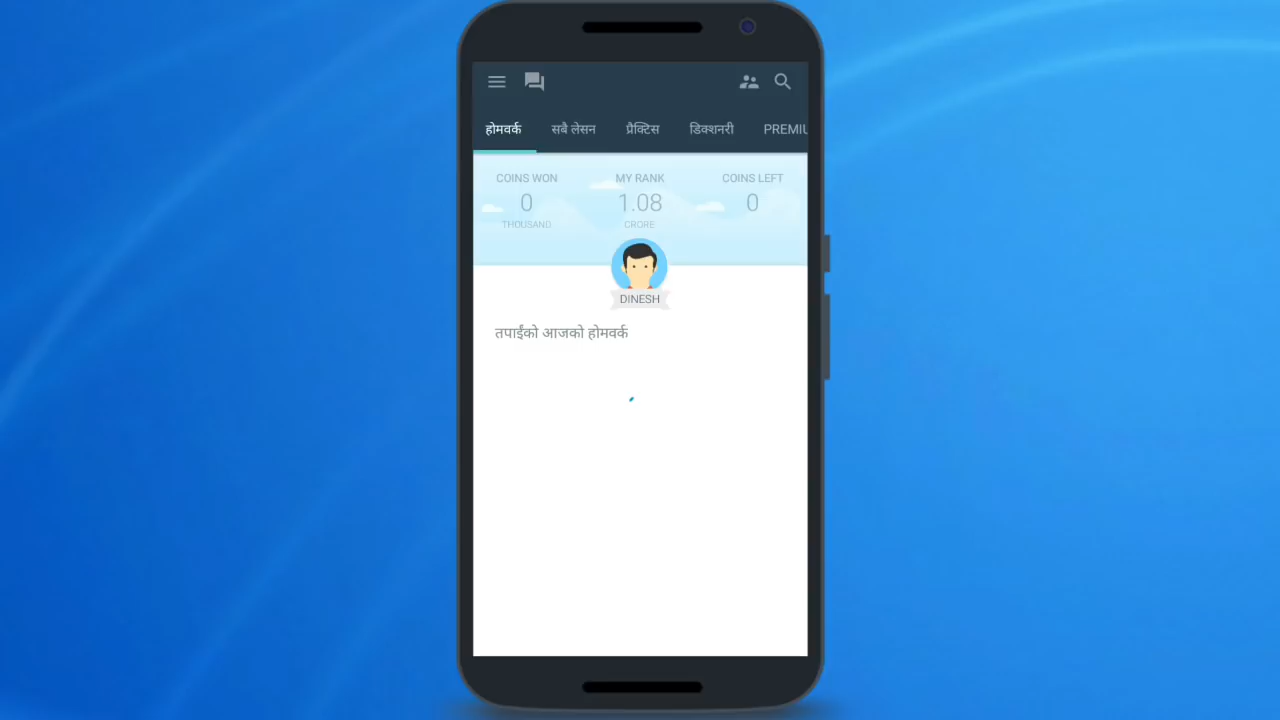 होमवर्क सबै लेसन प्रैक्टिस डिक्शनरी PREMIU
COINS WON MY RANK COINS LEFT
0 1.08 0
THOUSAND CRORE
DINESH
तपाईंको आजको होमवर्क